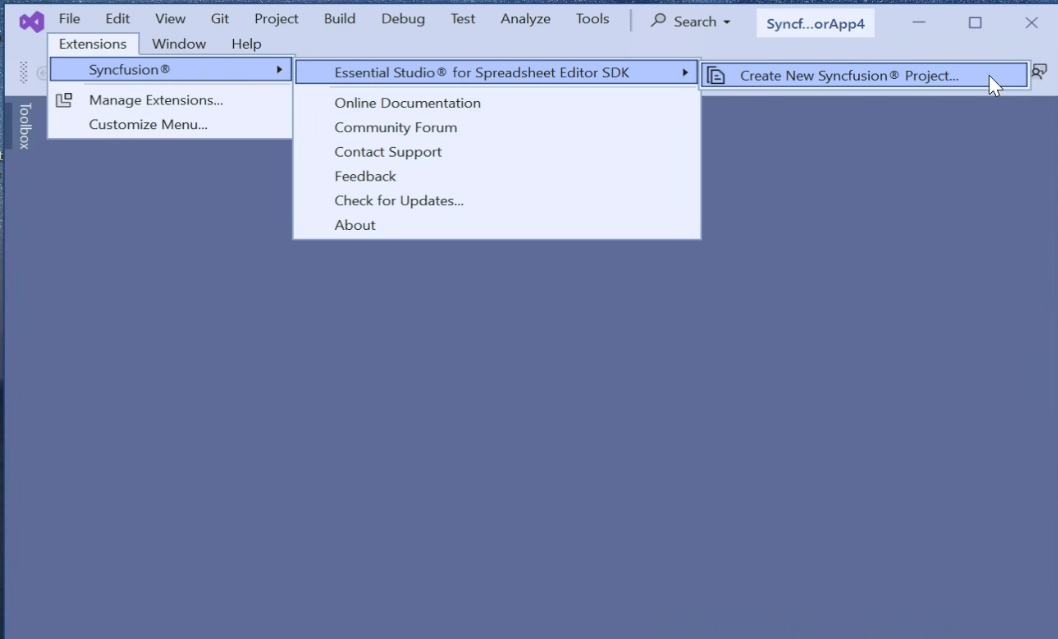 File Edit View Git Project Build Debug Test Analyze Tools Search Syncf...orApp4
Extensions Window Help
Syncfusion® Essential Studio® for Spreadsheet Editor SDK Create New Syncfusion® Project...
Manage Extensions... Online Documentation
Customize Menu... Community Forum
Contact Support
Feedback
Check for Updates...
About
Toolbox